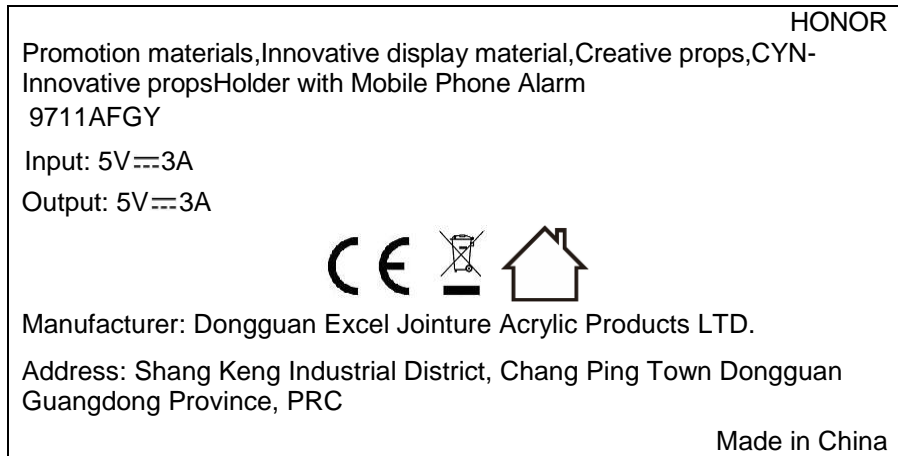 HONOR
Promotion materials,Innovative display material,Creative props,CYN-
Innovative propsHolder with Mobile Phone Alarm
9711AFGY
Input: 5V⎓3A
Output: 5V⎓3A
CE
Manufacturer: Dongguan Excel Jointure Acrylic Products LTD.
Address: Shang Keng Industrial District, Chang Ping Town Dongguan
Guangdong Province, PRC
Made in China